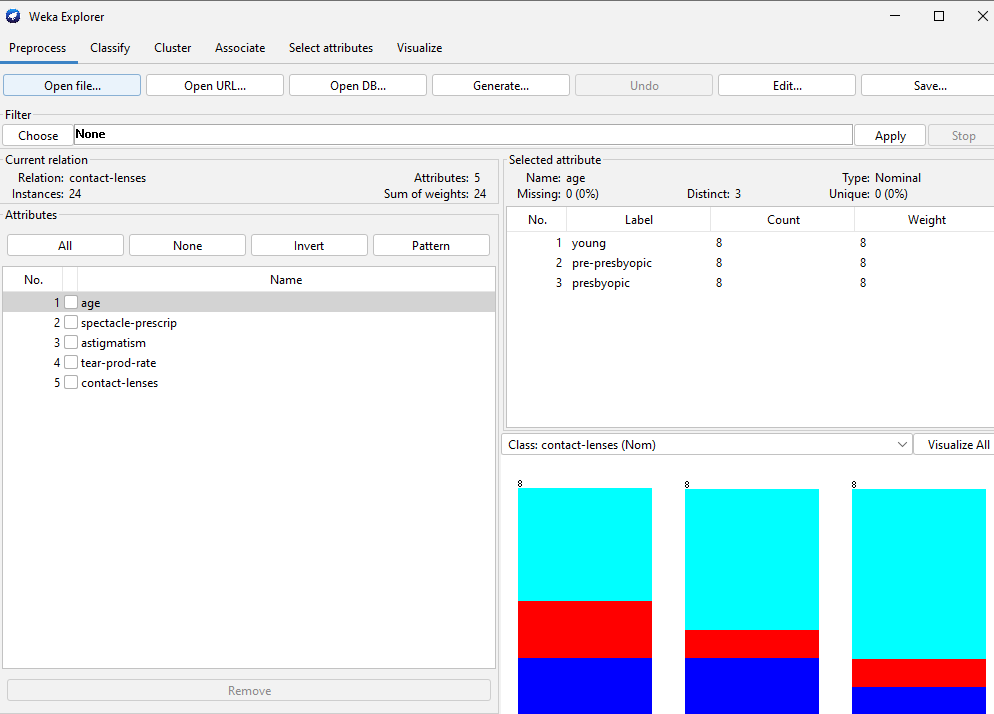 Weka Explorer
Preprocess Classify Cluster Associate Select attributes Visualize
Open file... Open URL... Open DB... Generate... Undo Edit... Save...
Filter
Choose None Apply Stop
Current relation
Relation: contact-lenses Attributes: 5
Instances: 24 Sum of weights: 24
Attributes
All None Invert Pattern
No. Name
1 age
2 spectacle-prescrip
3 astigmatism
4 tear-prod-rate
5 contact-lenses
Remove
Selected attribute
Name: age Type: Nominal
Missing: 0 (0%) Distinct: 3 Unique: 0 (0%)
No. Label Count Weight
1 young 8 8
2 pre-presbyopic 8 8
3 presbyopic 8 8
Class: contact-lenses (Nom) Visualize All
8 8 8